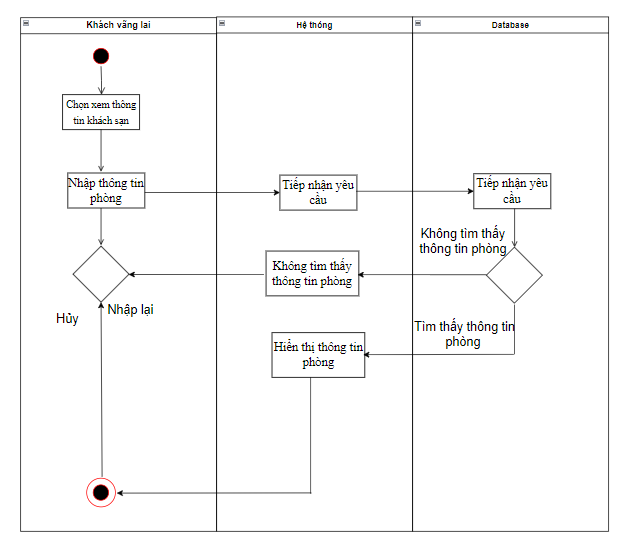 Khách vãng lai
Hệ thóng
Database
Chọn xem thông
tin khách sạn
Nhập thông tin
phòng
Tiếp nhận yêu
cầu
Tiếp nhận yêu
cầu
Không tìm thấy
thông tin phòng
Không tìm thấy
thông tin phòng
Hủy
Nhập lại
Hiển thị thông tin
phòng
Tìm thấy thông tin
phòng